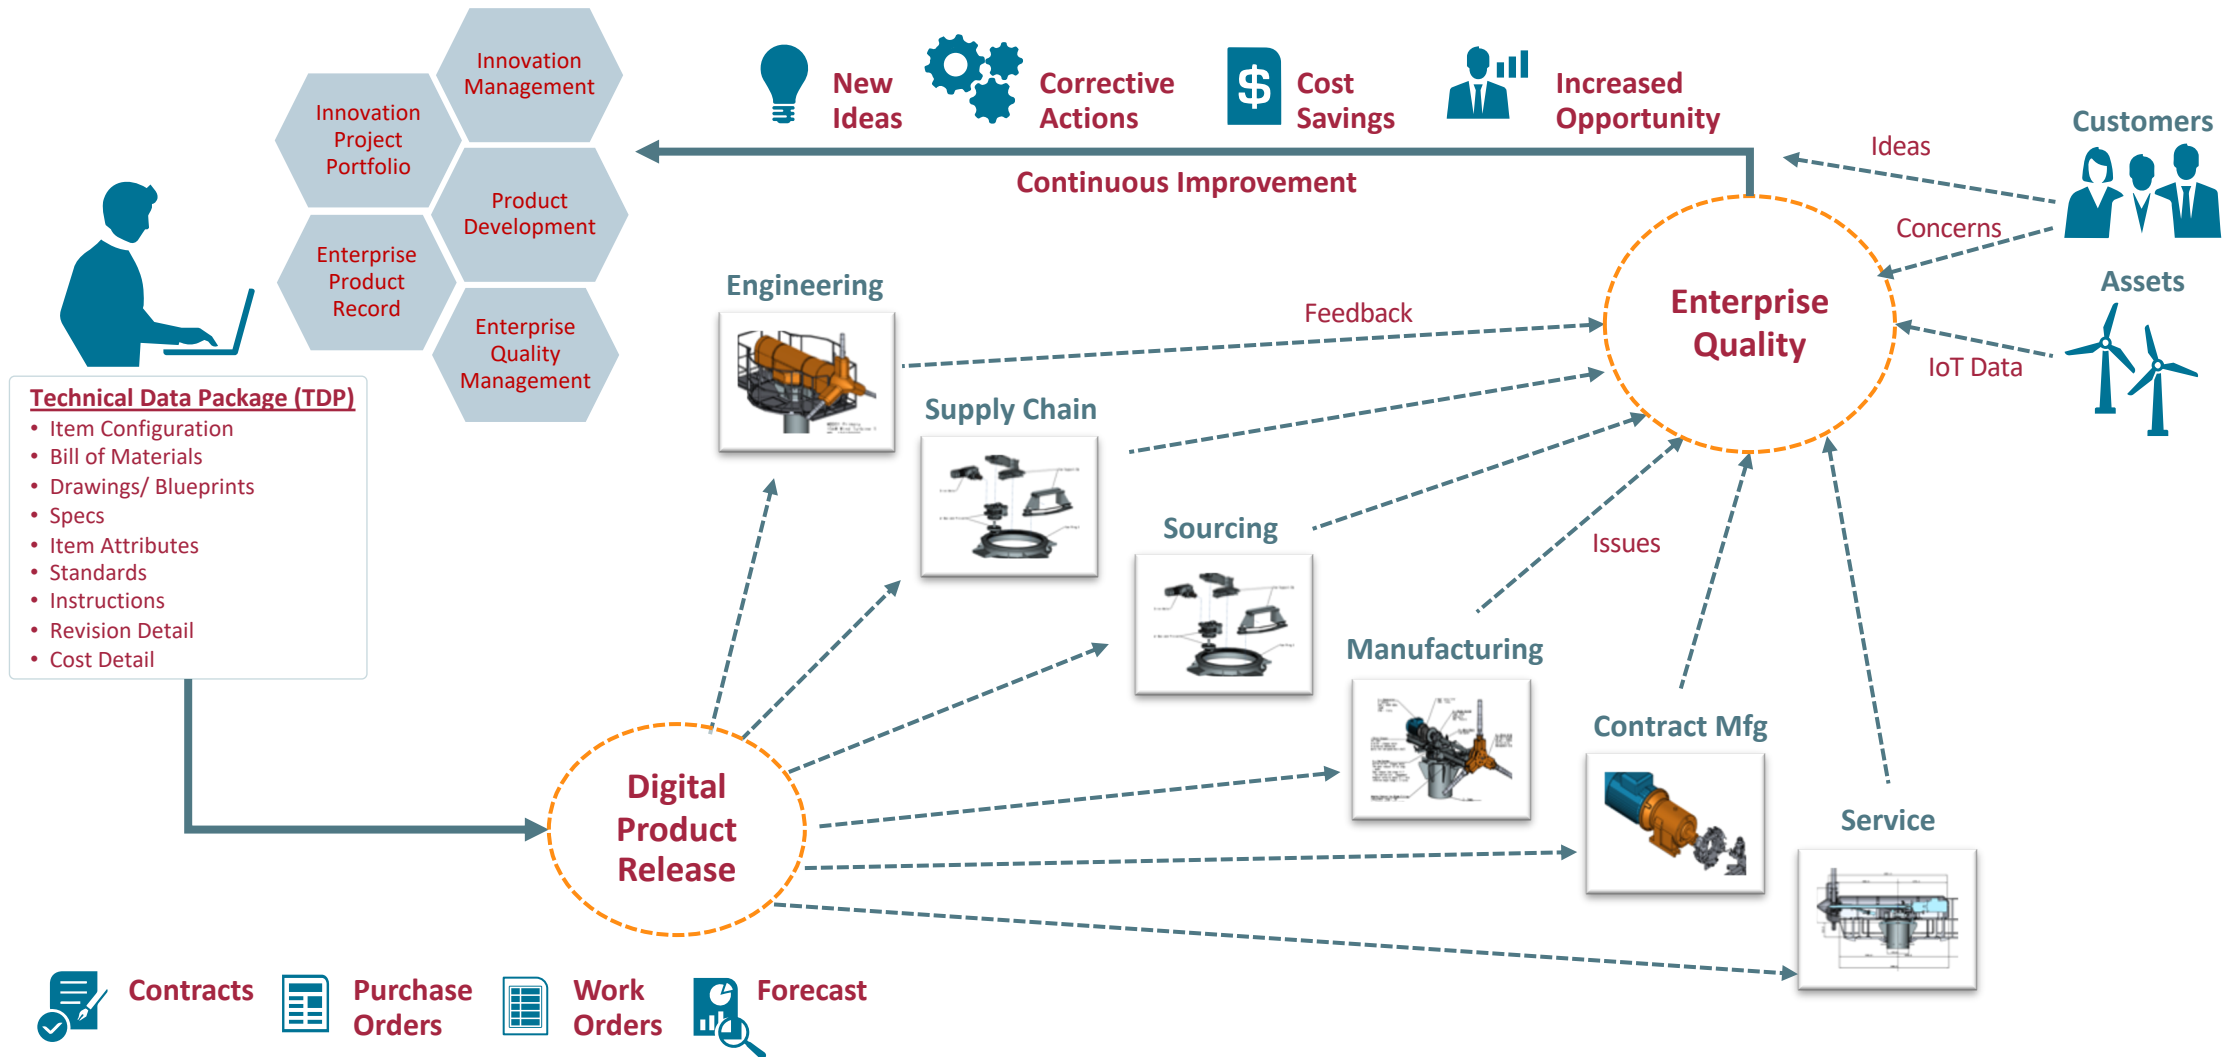 Innovation
Management
Innovation
Project
Portfolio
Product
Development
Enterprise
Product
Record
Enterprise
Quality
Management
New
Ideas
Corrective
Actions
Cost
Savings
Increased
Opportunity
Continuous Improvement
Customers
Ideas
Concerns
Assets
IoT Data
Enterprise
Quality
Technical Data Package (TDP)
• Item Configuration
• Bill of Materials
• Drawings/ Blueprints
• Specs
• Item Attributes
• Standards
• Instructions
• Revision Detail
• Cost Detail
Engineering
Feedback
Supply Chain
Sourcing
Issues
Manufacturing
Contract Mfg
Service
Digital
Product
Release
Contracts
Purchase
Orders
Work
Orders
Forecast